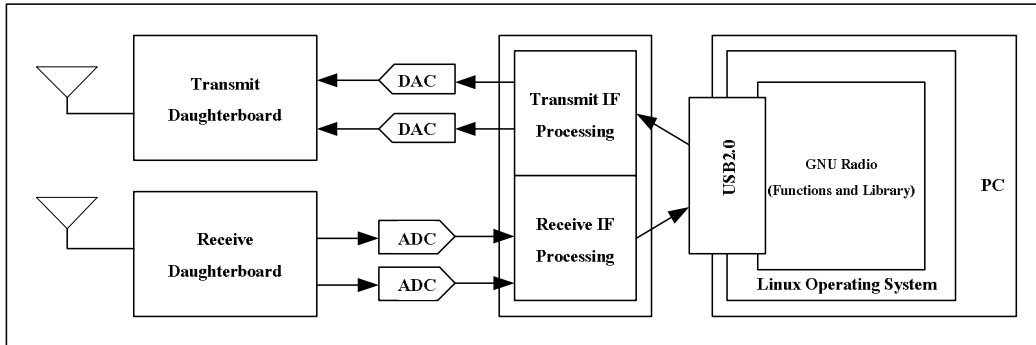 Transmit
Daughterboard
DAC
DAC
Transmit IF
Processing
USB2.0
GNU Radio
(Functions and Library)
PC
Receive
Daughterboard
ADC
ADC
Receive IF
Processing
Linux Operating System